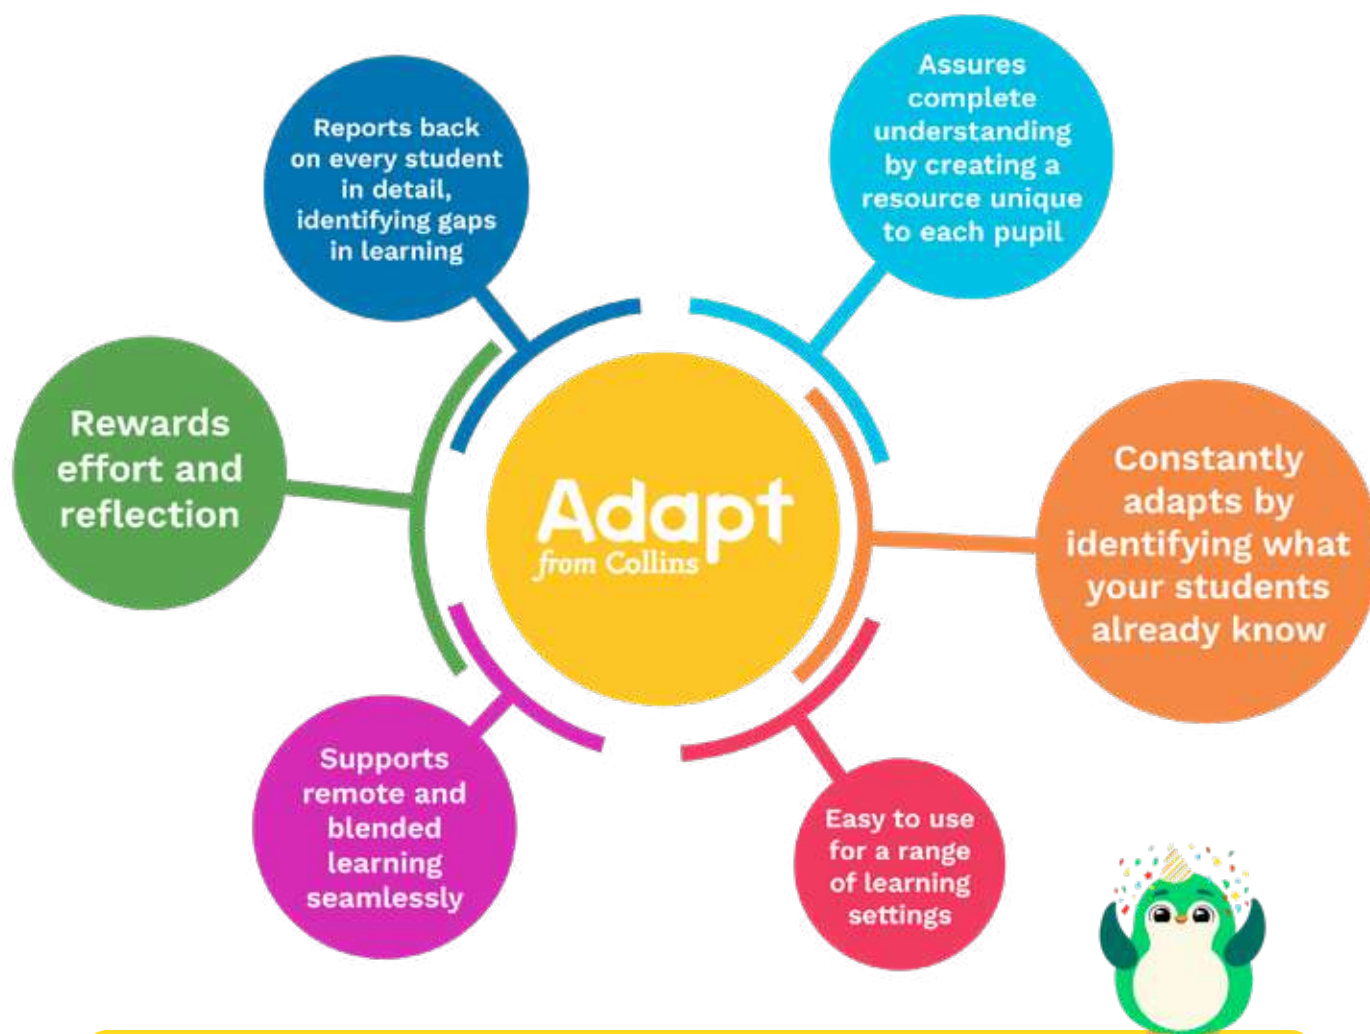 Assures
complete
understanding
by creating a
resource unique
to each pupil
Reports back
on every student
in detail,
identifying gaps
in learning
Rewards
effort and
reflection
Constantly
adapts by
identifying what
your students
already know
Adapt
from Collins
Supports
remote and
blended
learning
seamlessly
Easy to use
for a range
of learning
settings